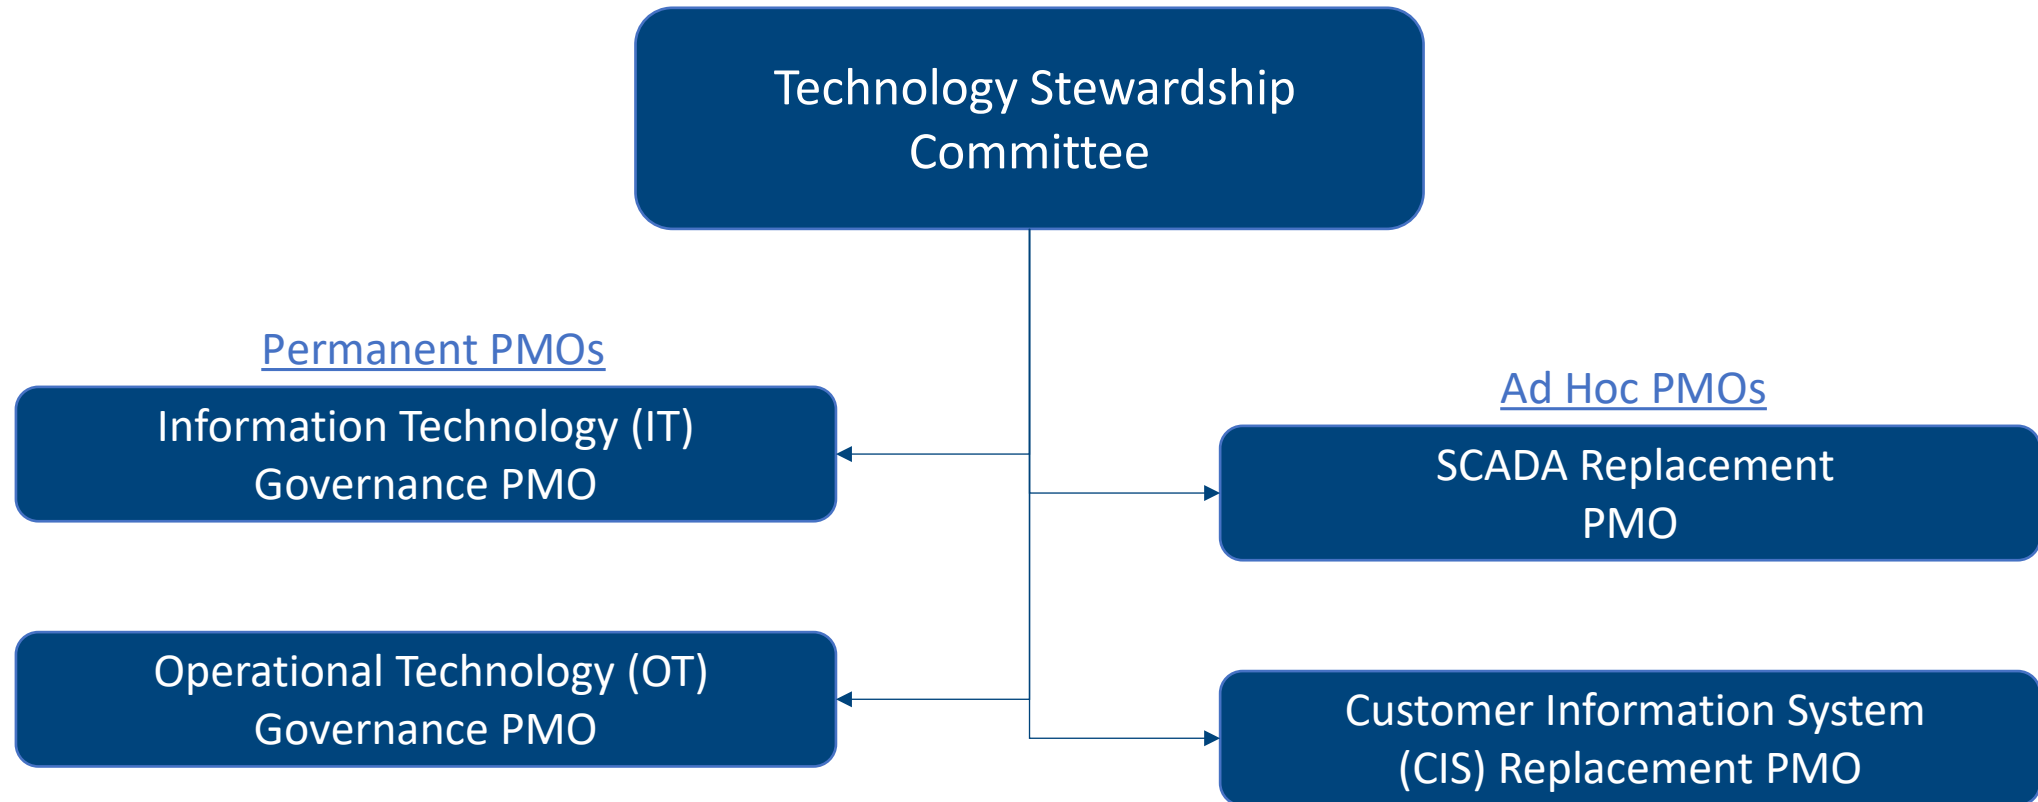 Technology Stewardship
Committee
Permanent PMOs
Information Technology (IT)
Governance PMO
Operational Technology (OT)
Governance PMO
Ad Hoc PMOs
SCADA Replacement
PMO
Customer Information System
(CIS) Replacement PMO